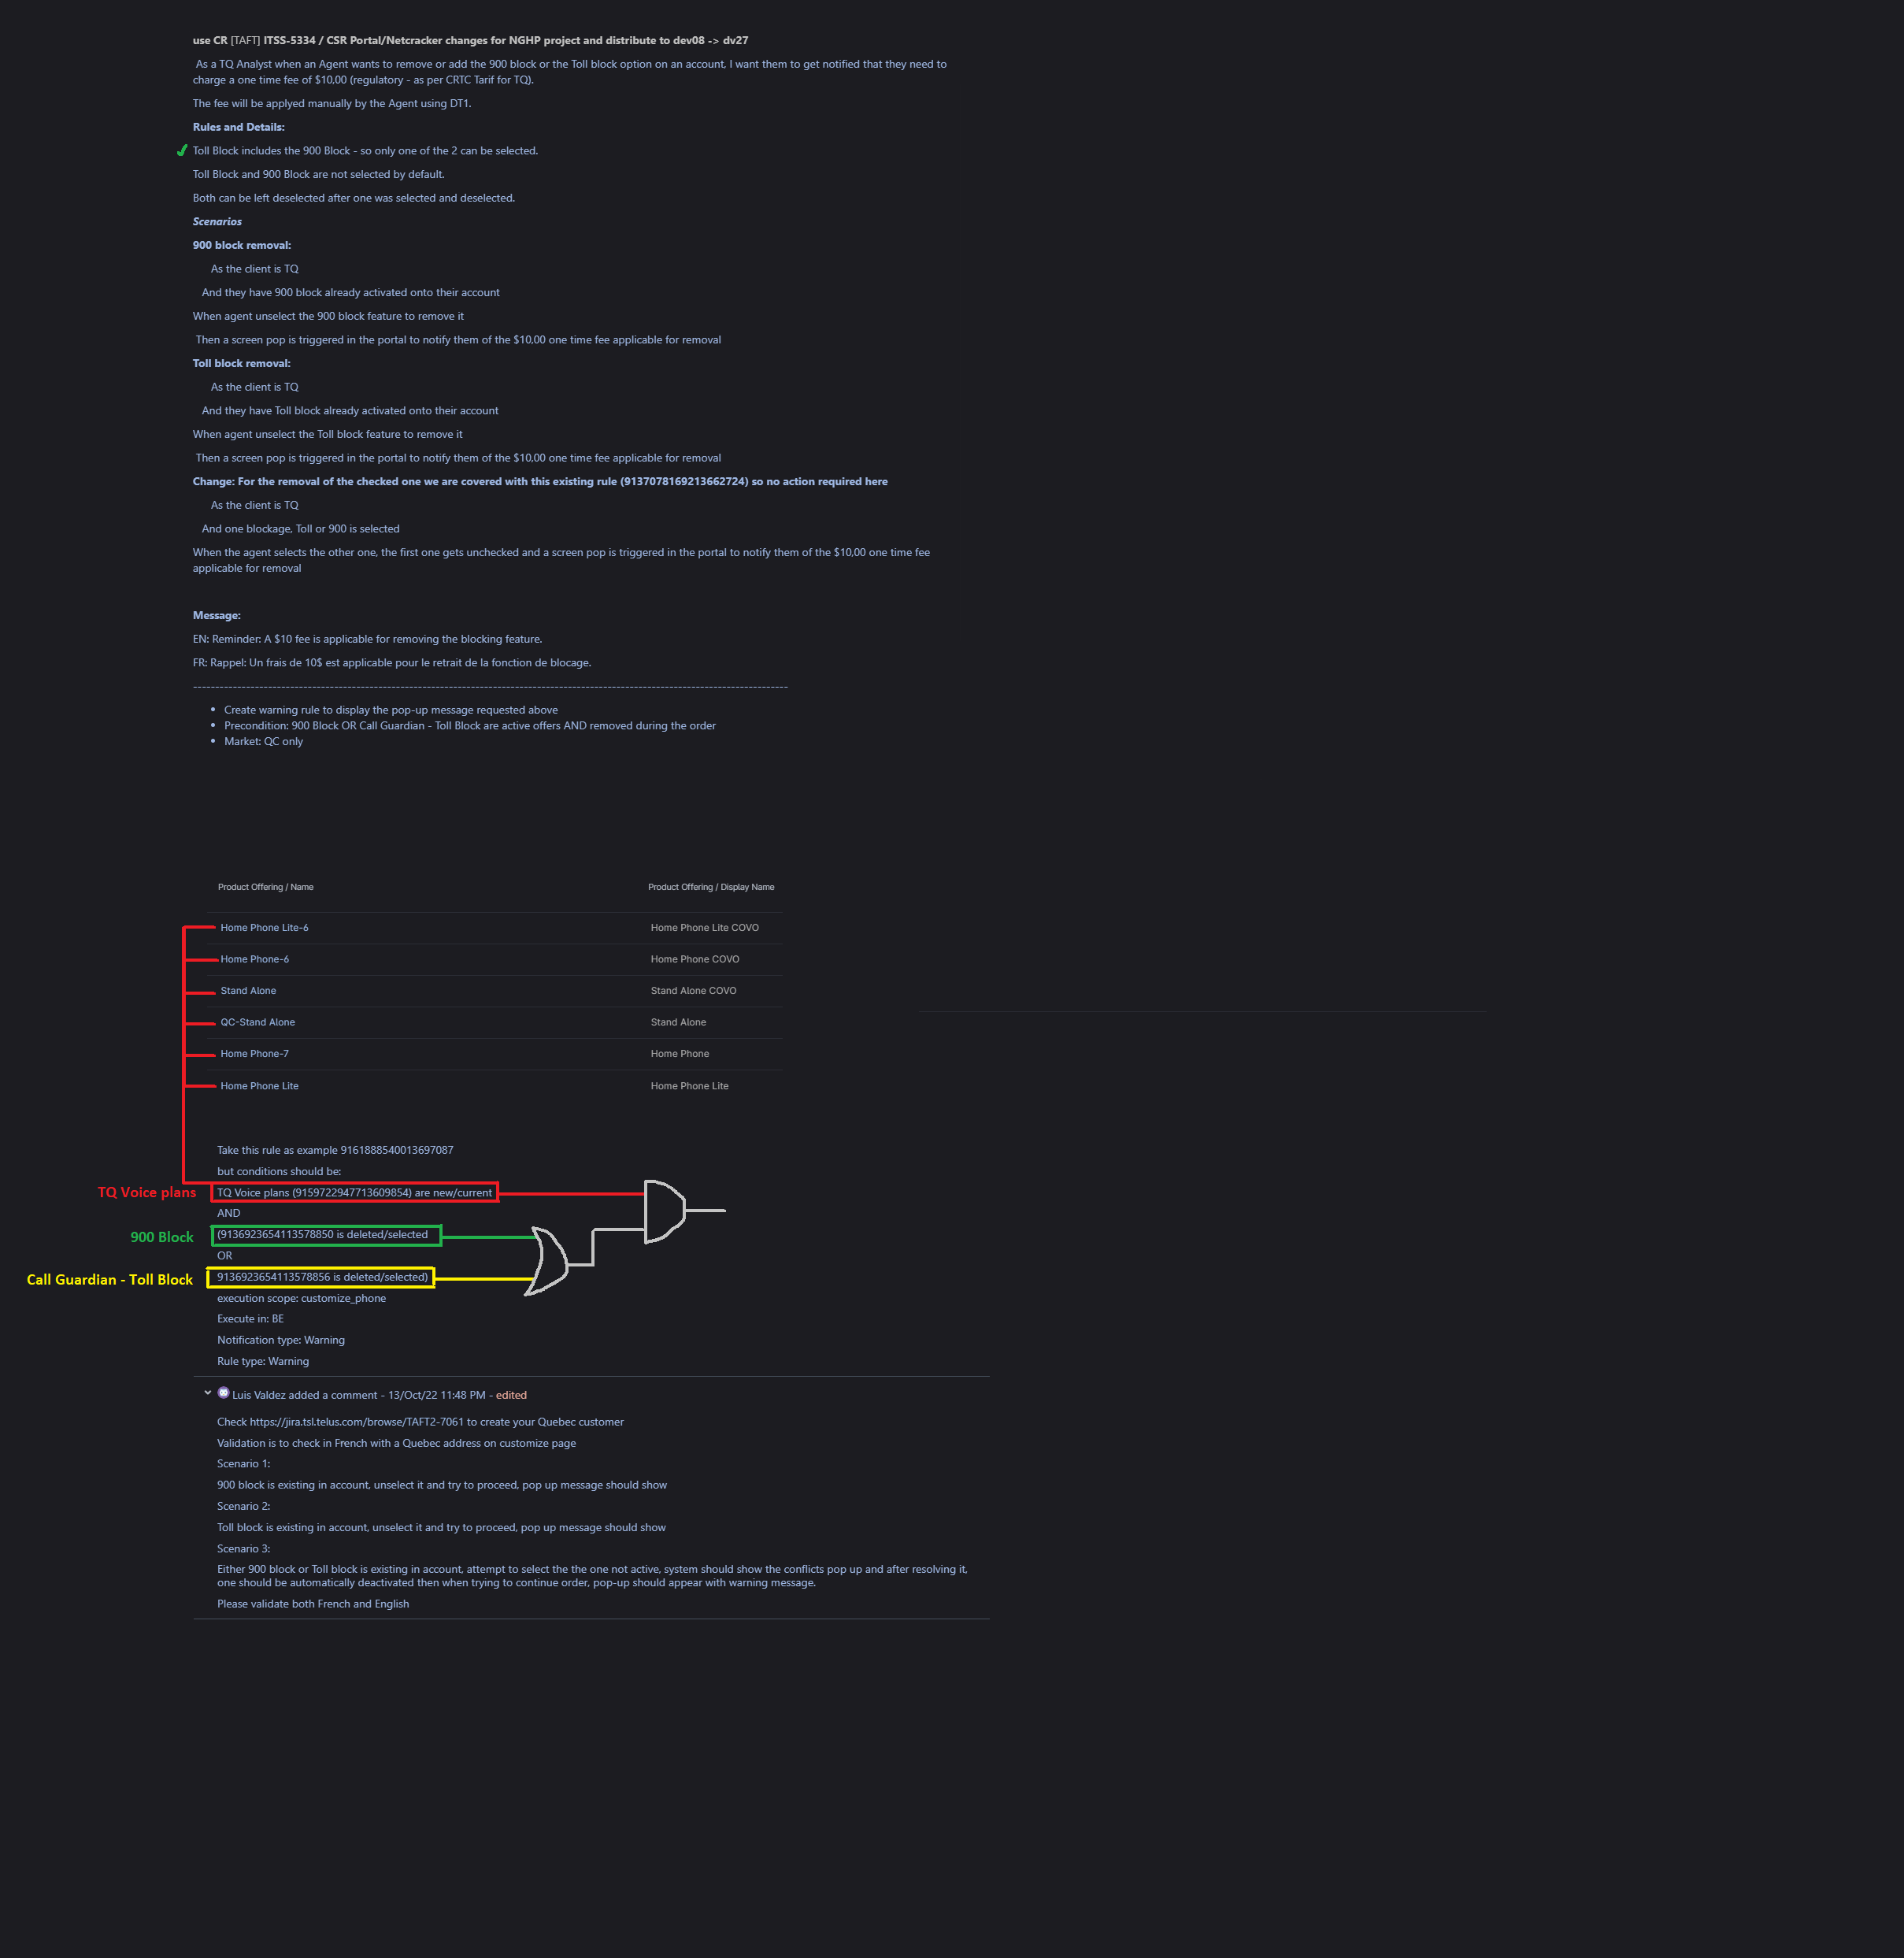 use CR [TAFT] ITSS-5334 / CSR Portal/Netcracker changes for NGHP project and distribute to dev08 -> dv27
As a TQ Analyst when an Agent wants to remove or add the 900 block or the Toll block option on an account, I want them to get notified that they need to
charge a one time fee of $10,00 (regulatory - as per CRTC Tarif for TQ).
The fee will be applyed manually by the Agent using DT1.
Rules and Details:
Toll Block includes the 900 Block - so only one of the 2 can be selected.
Toll Block and 900 Block are not selected by default.
Both can be left deselected after one was selected and deselected.
Scenarios
900 block removal:
As the client is TQ
And they have 900 block already activated onto their account
When agent unselect the 900 block feature to remove it
Then a screen pop is triggered in the portal to notify them of the $10,00 one time fee applicable for removal
Toll block removal:
As the client is TQ
And they have Toll block already activated onto their account
When agent unselect the Toll block feature to remove it
Then a screen pop is triggered in the portal to notify them of the $10,00 one time fee applicable for removal
Change: For the removal of the checked one we are covered with this existing rule (9137078169213662724) so no action required here
As the client is TQ
And one blockage, Toll or 900 is selected
When the agent selects the other one, the first one gets unchecked and a screen pop is triggered in the portal to notify them of the $10,00 one time fee
applicable for removal
Message:
EN: Reminder: A $10 fee is applicable for removing the blocking feature.
FR: Rappel: Un frais de 10$ est applicable pour le retrait de la fonction de blocage.
• Create warning rule to display the pop-up message requested above
• Precondition: 900 Block OR Call Guardian - Toll Block are active offers AND removed during the order
• Market: QC only
Product Offering / Name Product Offering / Display Name
Home Phone Lite-6 Home Phone Lite COVO
Home Phone-6 Home Phone COVO
Stand Alone Stand Alone COVO
QC-Stand Alone Stand Alone
Home Phone-7 Home Phone
Home Phone Lite Home Phone Lite
Take this rule as example 9161888540013697087
but conditions should be:
TQ Voice plans TQ Voice plans (9159722947713609854) are new/current
AND
900 Block (9136923654113578850 is deleted/selected
OR
Call Guardian - Toll Block 9136923654113578856 is deleted/selected)
execution scope: customize_phone
Execute in: BE
Notification type: Warning
Rule type: Warning
Luis Valdez added a comment - 13/Oct/22 11:48 PM - edited
Check https://jira.tsl.telus.com/browse/TAFT2-7061 to create your Quebec customer
Validation is to check in French with a Quebec address on customize page
Scenario 1:
900 block is existing in account, unselect it and try to proceed, pop up message should show
Scenario 2:
Toll block is existing in account, unselect it and try to proceed, pop up message should show
Scenario 3:
Either 900 block or Toll block is existing in account, attempt to select the the one not active, system should show the conflicts pop up and after resolving it,
one should be automatically deactivated then when trying to continue order, pop-up should appear with warning message.
Please validate both French and English